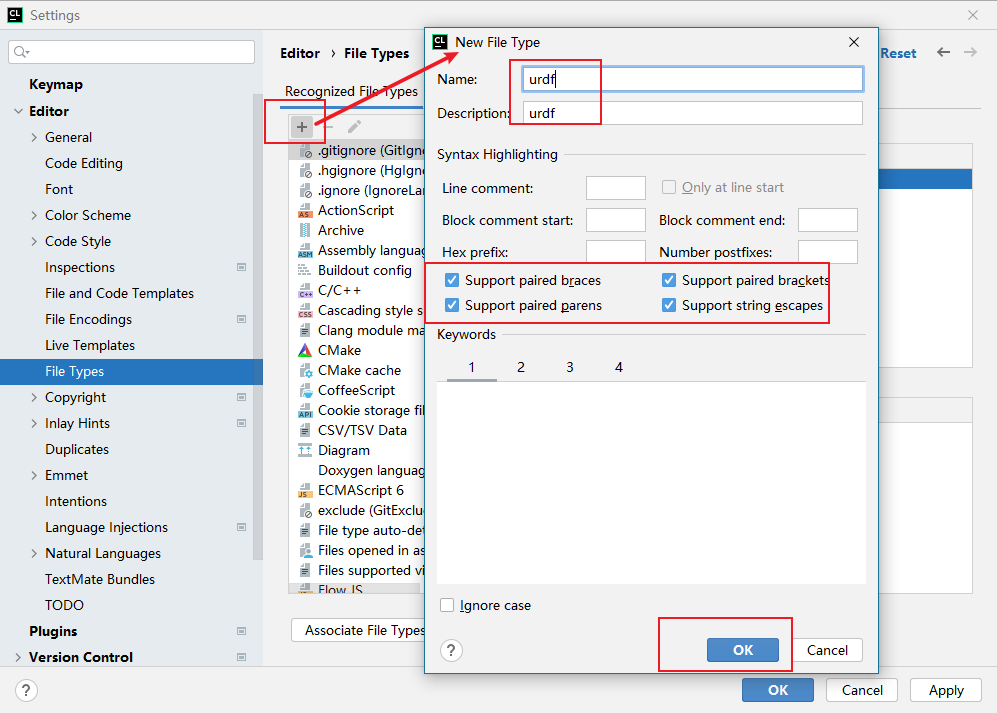 CL Settings
Keymap
Editor
General
Code Editing
Font
Color Scheme
Code Style
Inspections
File and Code Templates
File Encodings
Live Templates
File Types
Copyright
Inlay Hints
Duplicates
Emmet
Intentions
Language Injections
Natural Languages
TextMate Bundles
TODO
Plugins
Version Control
Editor › File Types
Reset
Recognized File Types
.gitignore (GitIgn
.hgignore (HgIgn
.ignore (IgnoreLa
ActionScript
Archive
Assembly languag
Buildout config
C/C++
Cascading style s
Clang module ma
CMake
CMake cache
CoffeeScript
Cookie storage fil
CSV/TSV Data
Diagram
Doxygen languag
ECMAScript 6
exclude (GitExclu
File type auto-det
Files opened in as
Files supported vi
Flow JS
Associate File Types
CL New File Type
Name: urdf
Description: urdf
Syntax Highlighting
Line comment: Only at line start
Block comment start: Block comment end:
Hex prefix: Number postfixes:
Support paired braces Support paired brackets
Support paired parens Support string escapes
Keywords
1 2 3 4
Ignore case
? OK Cancel
? OK Cancel Apply